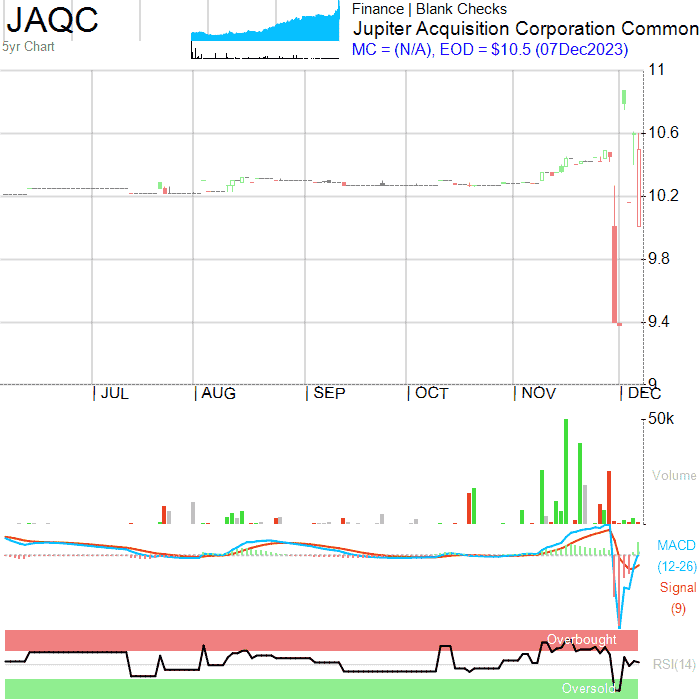 JAQC
5yr Chart
Finance | Blank Checks
Jupiter Acquisition Corporation Common
MC = (N/A), EOD = $10.5 (07Dec2023)
11
10.6
10.2
9.8
9.4
9
| JUL | AUG | SEP | OCT | NOV | DEC
50k
Volume
MACD
(12-26)
Signal
(9)
Overbought
RSI(14)
Oversold